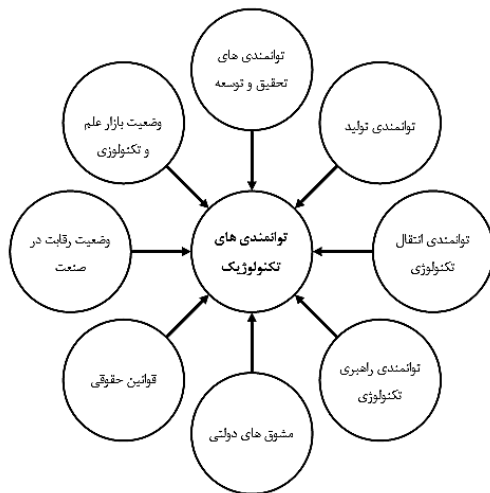 توانمندی های
تحقیق و توسعه
توانمندی تولید
توانمندی انتقال
تکنولوژی
توانمندی راهبری
تکنولوژی
مشوق های دولتی
قوانین حقوقی
وضعیت رقابت در
صنعت
وضعیت بازار علم
و تکنولوژی
توانمندی های
تکنولوژیک